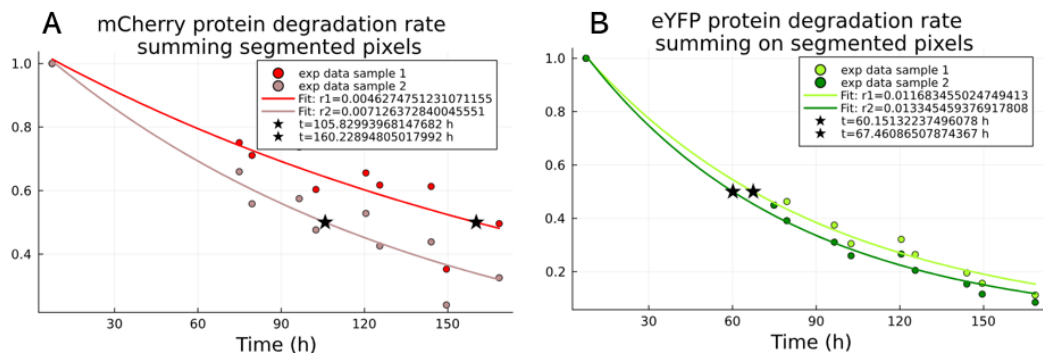 A
mCherry protein degradation rate
summing segmented pixels
exp data sample 1
exp data sample 2
Fit: r1=0.0046274751231071155
Fit: r2=0.007126372840045551
t=105.82993968147682 h
t=160.22894805017992 h
1.0
0.8
0.6
0.4
30
60
90
120
150
Time (h)
B
eYFP protein degradation rate
summing on segmented pixels
exp data sample 1
exp data sample 2
Fit: r1=0.011683455024749413
Fit: r2=0.013345459376917808
t=60.15132237496078 h
t=67.46086507874367 h
1.0
0.8
0.6
0.4
0.2
30
60
90
120
150
Time (h)